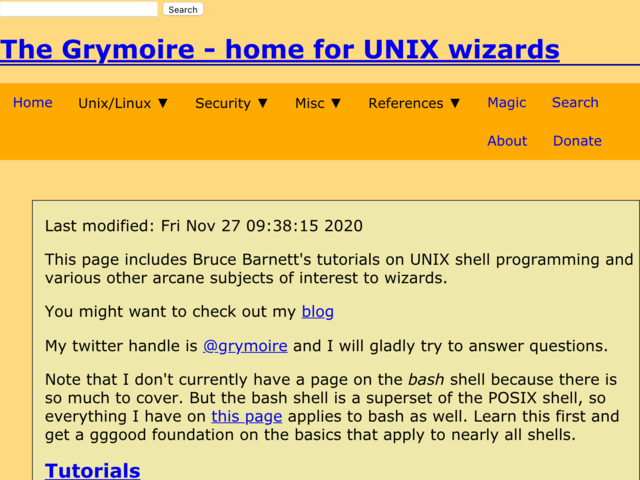 Search
The Grymoire - home for UNIX wizards
Home Unix/Linux ▼ Security ▼ Misc ▼ References ▼ Magic Search
About Donate
Last modified: Fri Nov 27 09:38:15 2020
This page includes Bruce Barnett's tutorials on UNIX shell programming and
various other arcane subjects of interest to wizards.
You might want to check out my blog
My twitter handle is @grymoire and I will gladly try to answer questions.
Note that I don't currently have a page on the bash shell because there is
so much to cover. But the bash shell is a superset of the POSIX shell, so
everything I have on this page applies to bash as well. Learn this first and
get a gggood foundation on the basics that apply to nearly all shells.
Tutorials